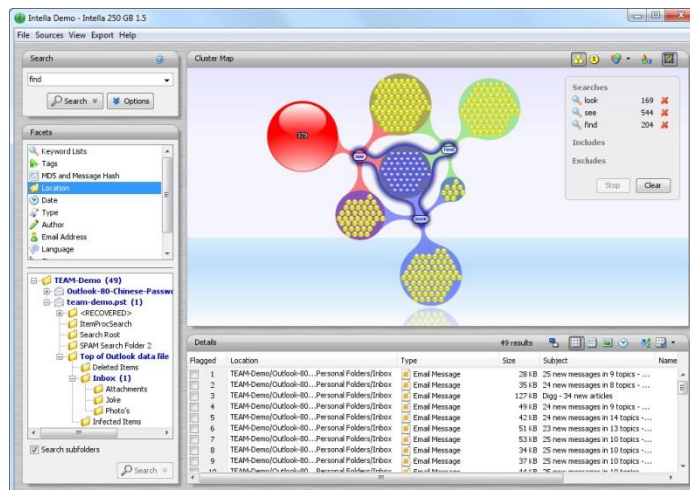 Intella Demo - Intella 250 GB 1.5
File Sources View Export Help
Search
find
Search
Options
Facets
Keyword Lists
Tags
MD5 and Message Hash
Location
Date
Type
Author
Email Address
Language
TEAM-Demo (49)
Outlook-80-Chinese-Passwo
team-demo.pst (1)
<RECOVERED>
ItemProcSearch
Search Root
SPAM Search Folder 2
Top of Outlook data file
Deleted Items
Inbox (1)
Attachments
Joke
Photo's
Infected Items
Search subfolders
Search
Cluster Map
375
see
find
look
Searches
look 169
see 544
find 204
Includes
Excludes
Stop Clear
Details 49 results
Flagged Location Type Size Subject Name
1 TEAM-Demo/Outlook-80...Personal Folders/Inbox Email Message 28 kB 25 new messages in 9 topics - ...
2 TEAM-Demo/Outlook-80...Personal Folders/Inbox Email Message 35 kB 24 new messages in 8 topics - ...
3 TEAM-Demo/Outlook-80...Personal Folders/Inbox Email Message 127 kB Digg - 34 new articles
4 TEAM-Demo/Outlook-80...Personal Folders/Inbox Email Message 49 kB 24 new messages in 9 topics - ...
5 TEAM-Demo/Outlook-80...Personal Folders/Inbox Email Message 42 kB 24 new messages in 14 topics -...
6 TEAM-Demo/Outlook-80...Personal Folders/Inbox Email Message 51 kB 23 new messages in 13 topics -...
7 TEAM-Demo/Outlook-80...Personal Folders/Inbox Email Message 53 kB 25 new messages in 10 topics -...
8 TEAM-Demo/Outlook-80...Personal Folders/Inbox Email Message 34 kB 25 new messages in 10 topics -...
9 TEAM-Demo/Outlook-80...Personal Folders/Inbox Email Message 37 kB 25 new messages in 10 topics -...